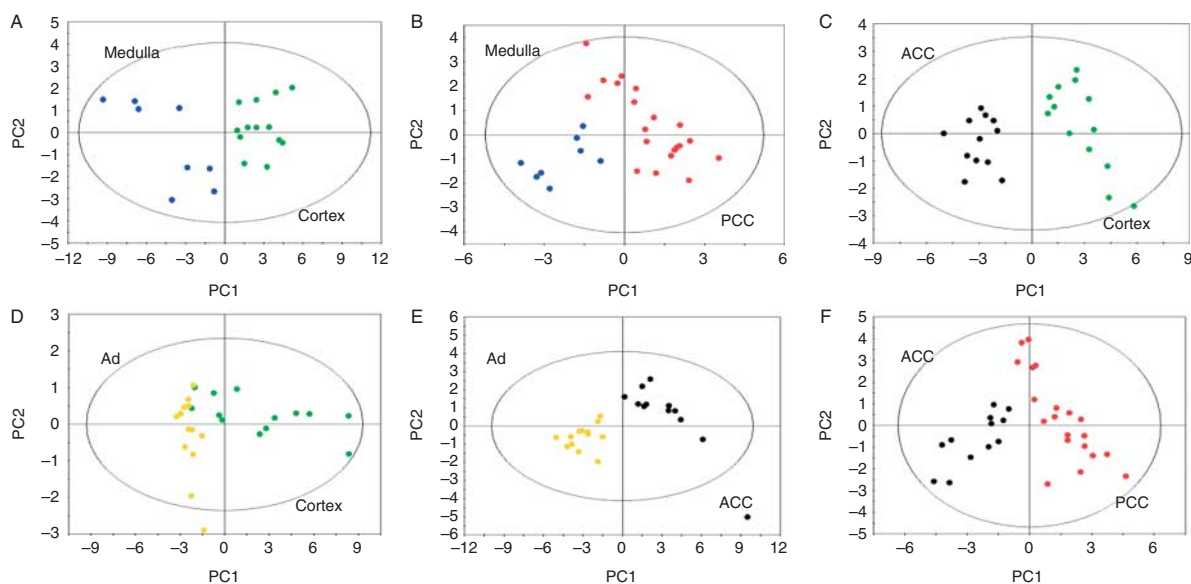 A
5
4
3
2
1
0
–1
–2
–3
–4
–5
PC2
Medulla
Cortex
–12 –9 –6 –3 0 3 6 9 12
PC1
B
5
4
3
2
1
0
–1
–2
–3
–4
PC2
Medulla
PCC
–6 –3 0 3 6
PC1
C
4
3
2
1
0
–1
–2
–3
–4
PC2
ACC
Cortex
–9 –6 –3 0 3 6 9
PC1
D
3
2
1
0
–1
–2
–3
PC2
Ad
Cortex
–9 –6 –3 0 3 6 9
PC1
E
6
5
4
3
2
1
0
–1
–2
–3
–4
–5
–6
PC2
Ad
ACC
–12 –9 –6 –3 0 3 6 9 12
PC1
F
5
4
3
2
1
0
–1
–2
–3
–4
–5
PC2
ACC
PCC
–6 –3 0 3 6
PC1